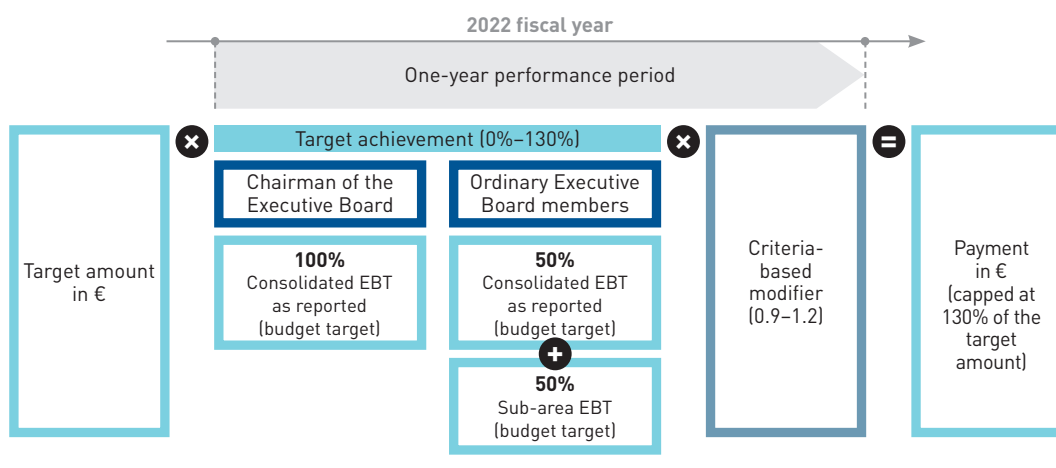 2022 fiscal year
One-year performance period
Target amount
in €
×
Target achievement (0%–130%)
Chairman of the
Executive Board
100%
Consolidated EBT
as reported
(budget target)
Ordinary Executive
Board members
50%
Consolidated EBT
as reported
(budget target)
+
50%
Sub-area EBT
(budget target)
×
Criteria-
based
modifier
(0.9–1.2)
=
Payment
in €
(capped at
130% of the
target
amount)